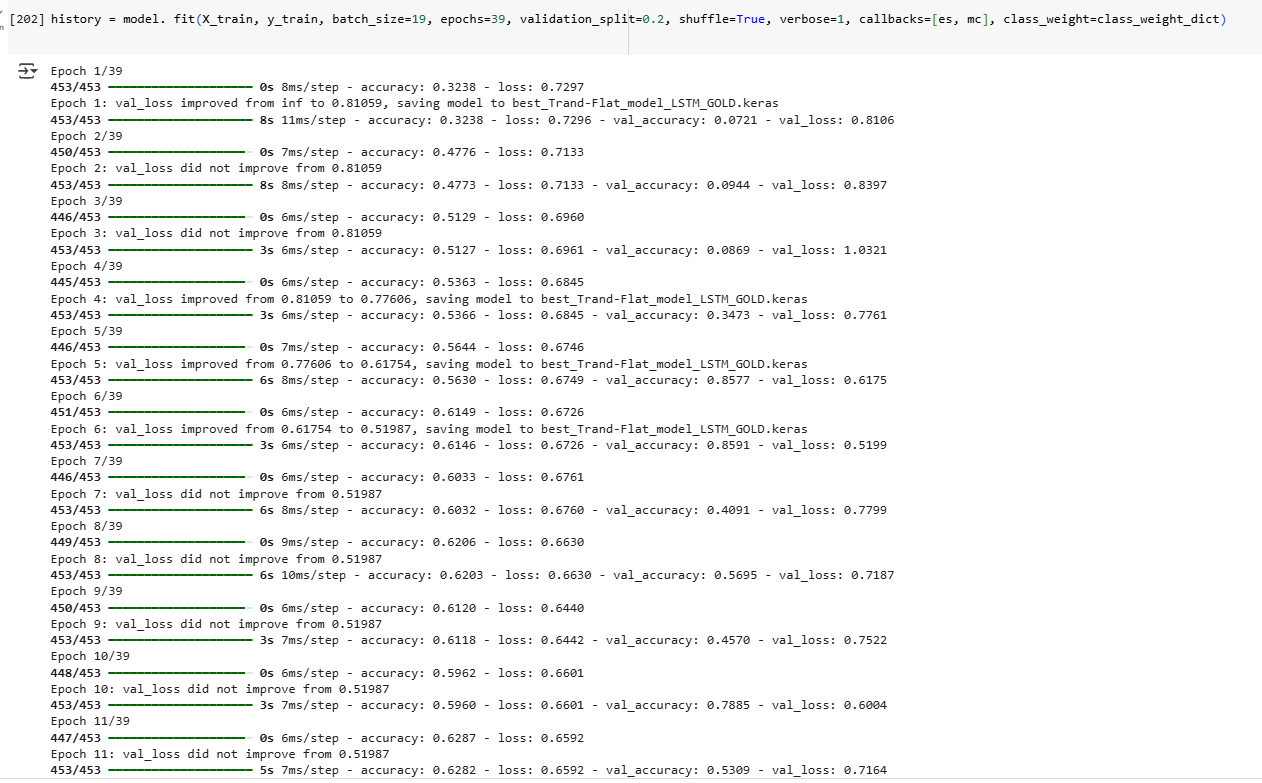 [202] history = model. fit(X_train, y_train, batch_size=19, epochs=39, validation_split=0.2, shuffle=True, verbose=1, callbacks=[es, mc], class_weight=class_weight_dict)
Epoch 1/39
453/453 ━━━━━━━━━━━━━━━━━━━━ 0s 8ms/step - accuracy: 0.3238 - loss: 0.7297
Epoch 1: val_loss improved from inf to 0.81059, saving model to best_Trand-Flat_model_LSTM_GOLD.keras
453/453 ━━━━━━━━━━━━━━━━━━━━ 8s 11ms/step - accuracy: 0.3238 - loss: 0.7296 - val_accuracy: 0.0721 - val_loss: 0.8106
Epoch 2/39
450/453 ━━━━━━━━━━━━━━━━━━━ 0s 7ms/step - accuracy: 0.4776 - loss: 0.7133
Epoch 2: val_loss did not improve from 0.81059
453/453 ━━━━━━━━━━━━━━━━━━━━ 8s 8ms/step - accuracy: 0.4773 - loss: 0.7133 - val_accuracy: 0.0944 - val_loss: 0.8397
Epoch 3/39
446/453 ━━━━━━━━━━━━━━━━━━━ 0s 6ms/step - accuracy: 0.5129 - loss: 0.6960
Epoch 3: val_loss did not improve from 0.81059
453/453 ━━━━━━━━━━━━━━━━━━━━ 3s 6ms/step - accuracy: 0.5127 - loss: 0.6961 - val_accuracy: 0.0869 - val_loss: 1.0321
Epoch 4/39
445/453 ━━━━━━━━━━━━━━━━━━━ 0s 6ms/step - accuracy: 0.5363 - loss: 0.6845
Epoch 4: val_loss improved from 0.81059 to 0.77606, saving model to best_Trand-Flat_model_LSTM_GOLD.keras
453/453 ━━━━━━━━━━━━━━━━━━━━ 3s 6ms/step - accuracy: 0.5366 - loss: 0.6845 - val_accuracy: 0.3473 - val_loss: 0.7761
Epoch 5/39
446/453 ━━━━━━━━━━━━━━━━━━━ 0s 7ms/step - accuracy: 0.5644 - loss: 0.6746
Epoch 5: val_loss improved from 0.77606 to 0.61754, saving model to best_Trand-Flat_model_LSTM_GOLD.keras
453/453 ━━━━━━━━━━━━━━━━━━━━ 6s 8ms/step - accuracy: 0.5630 - loss: 0.6749 - val_accuracy: 0.8577 - val_loss: 0.6175
Epoch 6/39
451/453 ━━━━━━━━━━━━━━━━━━━ 0s 6ms/step - accuracy: 0.6149 - loss: 0.6726
Epoch 6: val_loss improved from 0.61754 to 0.51987, saving model to best_Trand-Flat_model_LSTM_GOLD.keras
453/453 ━━━━━━━━━━━━━━━━━━━━ 3s 6ms/step - accuracy: 0.6146 - loss: 0.6726 - val_accuracy: 0.8591 - val_loss: 0.5199
Epoch 7/39
446/453 ━━━━━━━━━━━━━━━━━━━ 0s 6ms/step - accuracy: 0.6033 - loss: 0.6761
Epoch 7: val_loss did not improve from 0.51987
453/453 ━━━━━━━━━━━━━━━━━━━━ 6s 8ms/step - accuracy: 0.6032 - loss: 0.6760 - val_accuracy: 0.4091 - val_loss: 0.7799
Epoch 8/39
449/453 ━━━━━━━━━━━━━━━━━━━ 0s 9ms/step - accuracy: 0.6206 - loss: 0.6630
Epoch 8: val_loss did not improve from 0.51987
453/453 ━━━━━━━━━━━━━━━━━━━━ 6s 10ms/step - accuracy: 0.6203 - loss: 0.6630 - val_accuracy: 0.5695 - val_loss: 0.7187
Epoch 9/39
450/453 ━━━━━━━━━━━━━━━━━━━ 0s 6ms/step - accuracy: 0.6120 - loss: 0.6440
Epoch 9: val_loss did not improve from 0.51987
453/453 ━━━━━━━━━━━━━━━━━━━━ 3s 7ms/step - accuracy: 0.6118 - loss: 0.6442 - val_accuracy: 0.4570 - val_loss: 0.7522
Epoch 10/39
448/453 ━━━━━━━━━━━━━━━━━━━ 0s 6ms/step - accuracy: 0.5962 - loss: 0.6601
Epoch 10: val_loss did not improve from 0.51987
453/453 ━━━━━━━━━━━━━━━━━━━━ 3s 7ms/step - accuracy: 0.5960 - loss: 0.6601 - val_accuracy: 0.7885 - val_loss: 0.6004
Epoch 11/39
447/453 ━━━━━━━━━━━━━━━━━━━ 0s 6ms/step - accuracy: 0.6287 - loss: 0.6592
Epoch 11: val_loss did not improve from 0.51987
453/453 ━━━━━━━━━━━━━━━━━━━━ 5s 7ms/step - accuracy: 0.6282 - loss: 0.6592 - val_accuracy: 0.5309 - val_loss: 0.7164